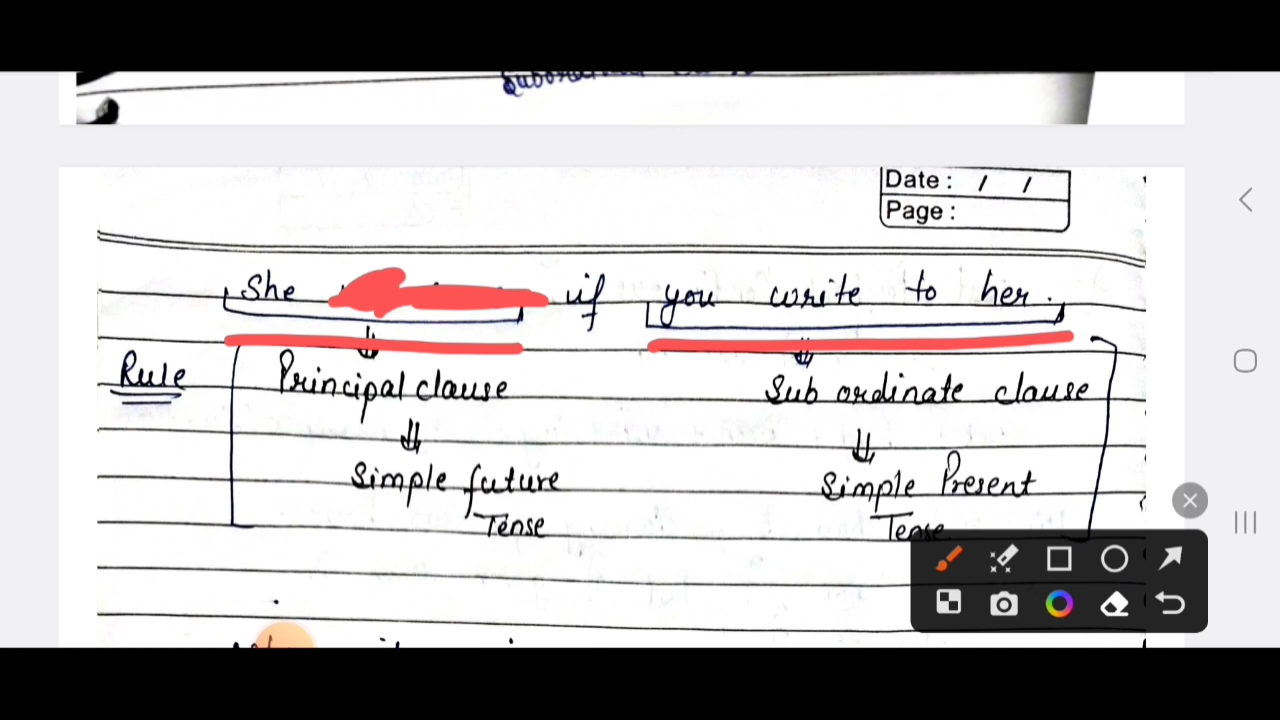 Date : / /
Page :
She if you write to her.
Rule Principal clause Sub ordinate clause
Simple future Simple Present
Tense Tense